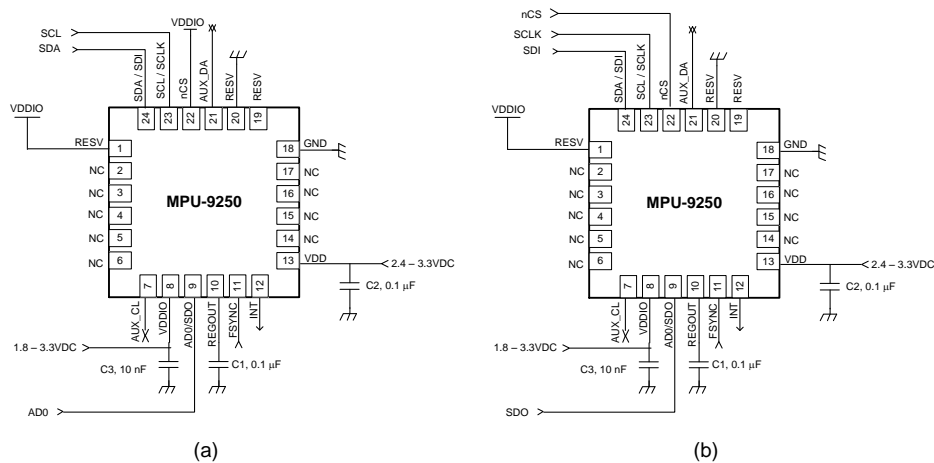 SCL
SDA
VDDIO
SDA / SDI
SCL / SCLK
nCS
AUX_DA
RESV
RESV
24
23
22
21
20
19
VDDIO
RESV
1
NC
2
NC
3
NC
4
NC
5
NC
6
MPU-9250
18
GND
17
NC
16
NC
15
NC
14
NC
13
VDD
2.4 – 3.3VDC
C2, 0.1 µF
7
8
9
10
11
12
AUX_CL
VDDIO
AD0/SDO
REGOUT
FSYNC
INT
1.8 – 3.3VDC
C3, 10 nF
C1, 0.1 µF
AD0
(a)
nCS
SCLK
SDI
SDA / SDI
SCL / SCLK
nCS
AUX_DA
RESV
RESV
24
23
22
21
20
19
VDDIO
RESV
1
NC
2
NC
3
NC
4
NC
5
NC
6
MPU-9250
18
GND
17
NC
16
NC
15
NC
14
NC
13
VDD
2.4 – 3.3VDC
C2, 0.1 µF
7
8
9
10
11
12
AUX_CL
VDDIO
AD0/SDO
REGOUT
FSYNC
INT
1.8 – 3.3VDC
C3, 10 nF
C1, 0.1 µF
SDO
(b)